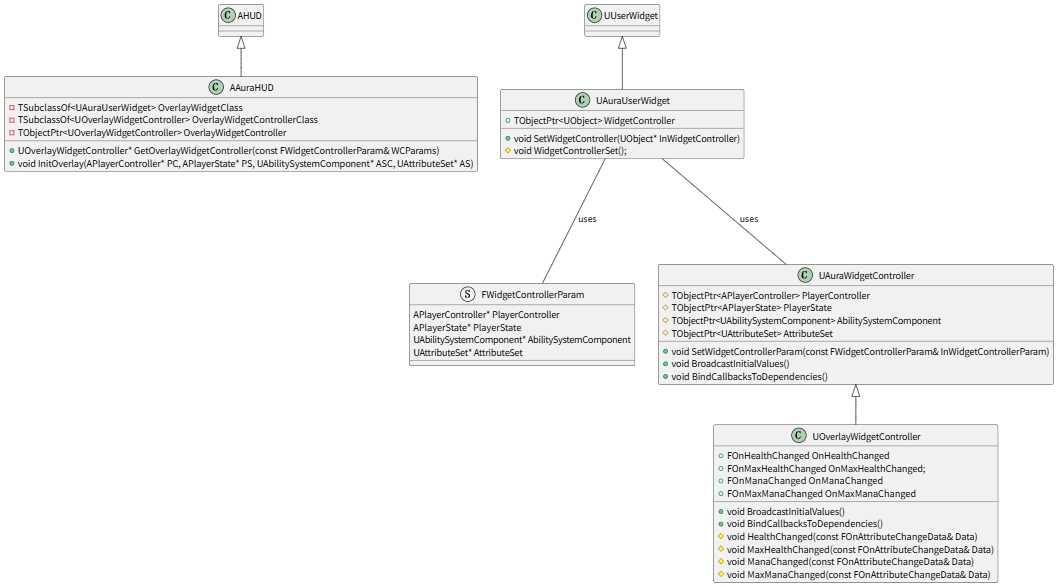 C AHUD
C UUserWidget
C AAuraHUD
TSubclassOf<UAuraUserWidget> OverlayWidgetClass
TSubclassOf<UOverlayWidgetController> OverlayWidgetControllerClass
TObjectPtr<UOverlayWidgetController> OverlayWidgetController
UOverlayWidgetController* GetOverlayWidgetController(const FWidgetControllerParam& WCParams)
void InitOverlay(APlayerController* PC, APlayerState* PS, UAbilitySystemComponent* ASC, UAttributeSet* AS)
C UAuraUserWidget
TObjectPtr<UObject> WidgetController
void SetWidgetController(UObject* InWidgetController)
void WidgetControllerSet();
uses
uses
S FWidgetControllerParam
APlayerController* PlayerController
APlayerState* PlayerState
UAbilitySystemComponent* AbilitySystemComponent
UAttributeSet* AttributeSet
C UAuraWidgetController
TObjectPtr<APlayerController> PlayerController
TObjectPtr<APlayerState> PlayerState
TObjectPtr<UAbilitySystemComponent> AbilitySystemComponent
TObjectPtr<UAttributeSet> AttributeSet
void SetWidgetControllerParam(const FWidgetControllerParam& InWidgetControllerParam)
void BroadcastInitialValues()
void BindCallbacksToDependencies()
C UOverlayWidgetController
FOnHealthChanged OnHealthChanged
FOnMaxHealthChanged OnMaxHealthChanged;
FOnManaChanged OnManaChanged
FOnMaxManaChanged OnMaxManaChanged
void BroadcastInitialValues()
void BindCallbacksToDependencies()
void HealthChanged(const FOnAttributeChangeData& Data)
void MaxHealthChanged(const FOnAttributeChangeData& Data)
void ManaChanged(const FOnAttributeChangeData& Data)
void MaxManaChanged(const FOnAttributeChangeData& Data)